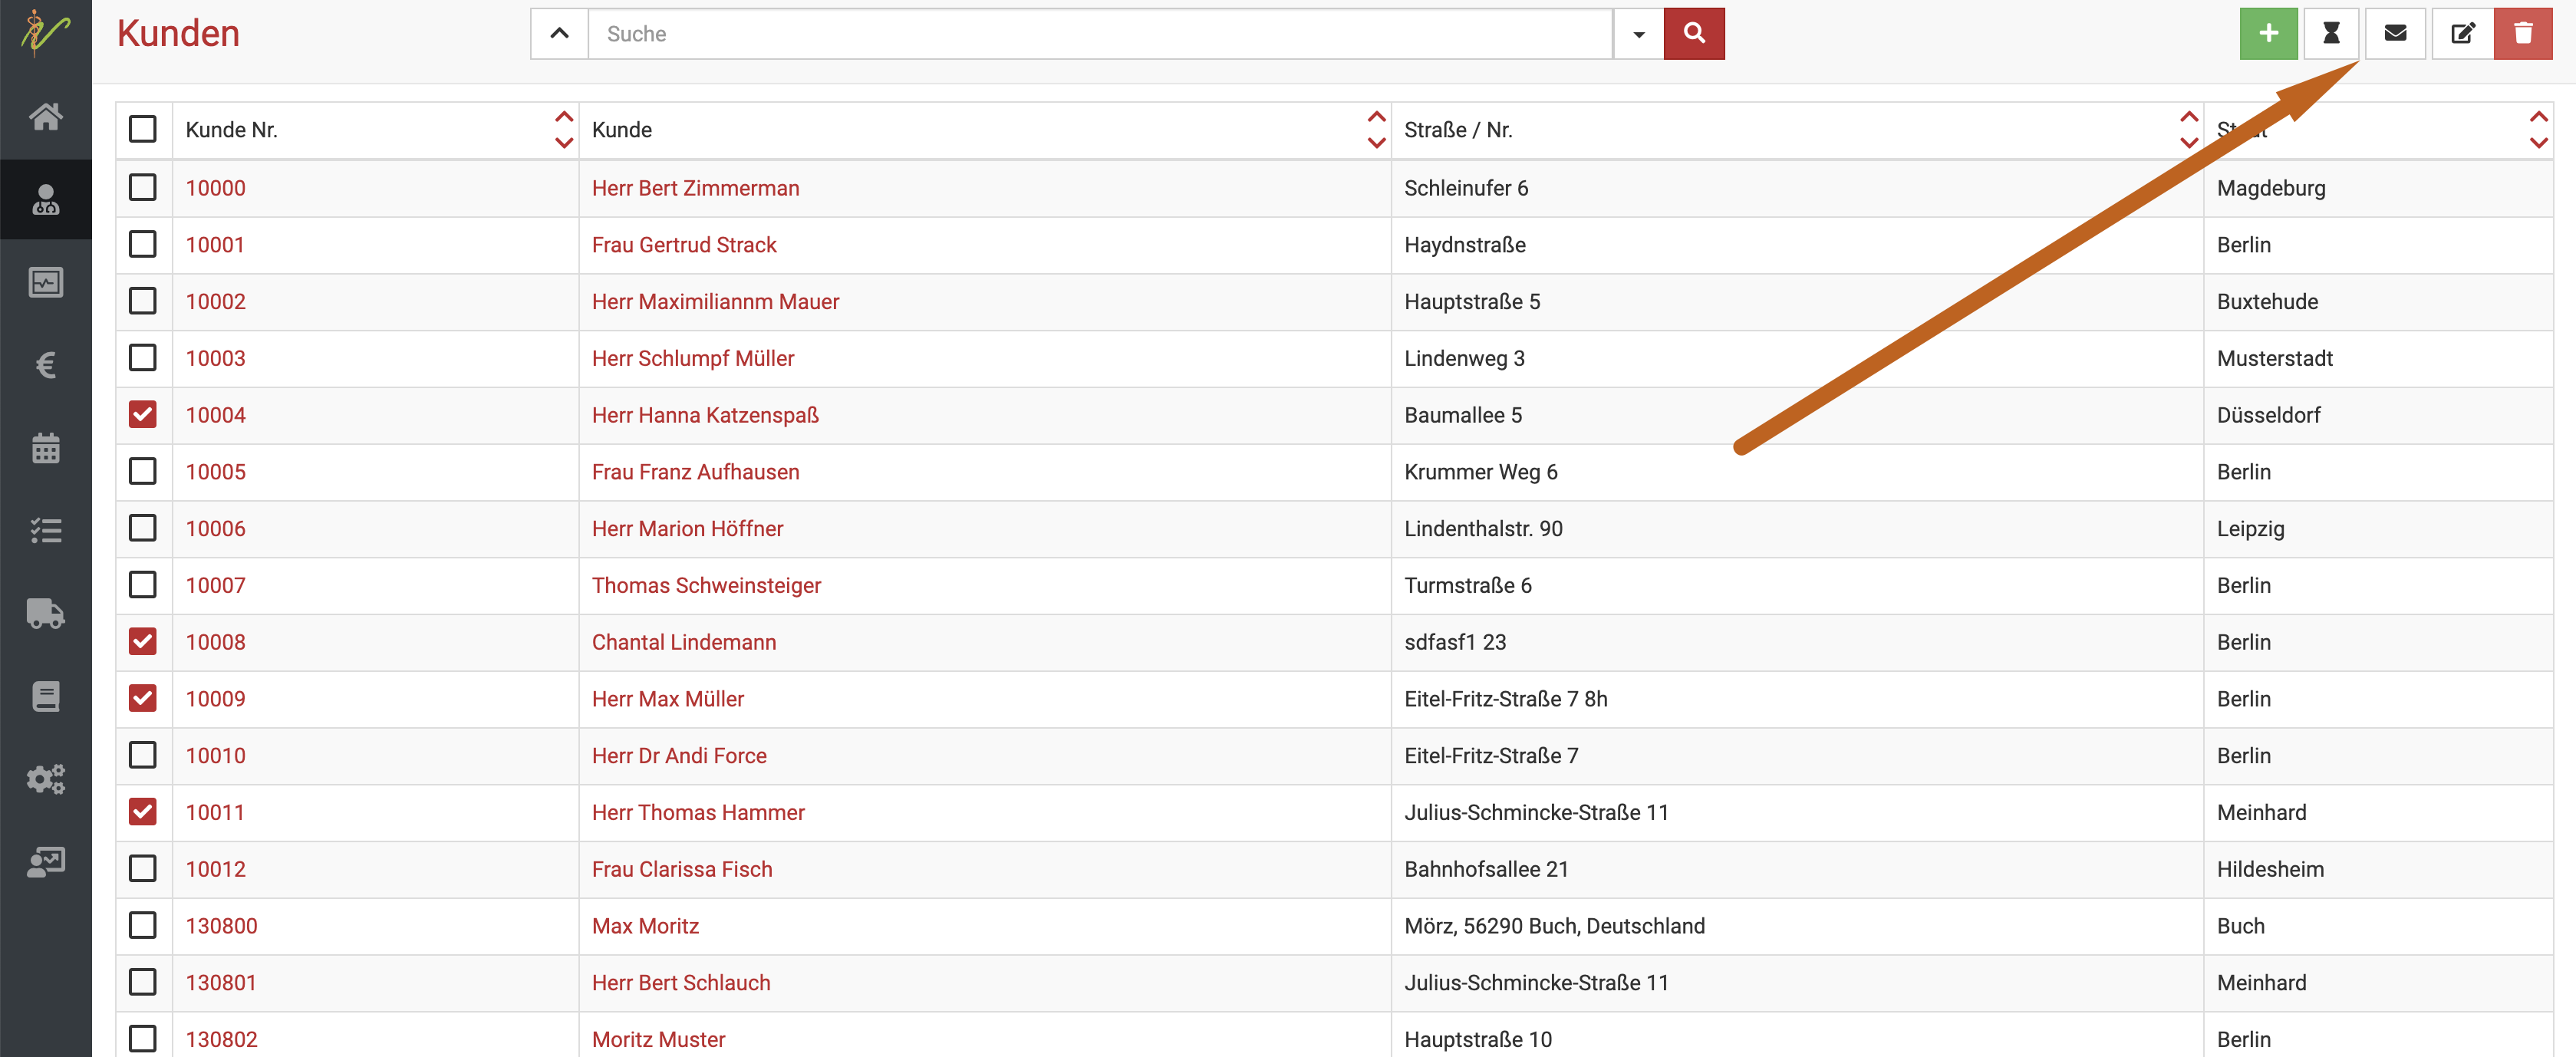 Kunden
Suche
Kunde Nr. Kunde Straße / Nr. Stadt
10000 Herr Bert Zimmerman Schleinufer 6 Magdeburg
10001 Frau Gertrud Strack Haydnstraße Berlin
10002 Herr Maximiliannm Mauer Hauptstraße 5 Buxtehude
10003 Herr Schlumpf Müller Lindenweg 3 Musterstadt
10004 Herr Hanna Katzenspaß Baumallee 5 Düsseldorf
10005 Frau Franz Aufhausen Krummer Weg 6 Berlin
10006 Herr Marion Höffner Lindenthalstr. 90 Leipzig
10007 Thomas Schweinsteiger Turmstraße 6 Berlin
10008 Chantal Lindemann sdfasf1 23 Berlin
10009 Herr Max Müller Eitel-Fritz-Straße 7 8h Berlin
10010 Herr Dr Andi Force Eitel-Fritz-Straße 7 Berlin
10011 Herr Thomas Hammer Julius-Schmincke-Straße 11 Meinhard
10012 Frau Clarissa Fisch Bahnhofsallee 21 Hildesheim
130800 Max Moritz Mörz, 56290 Buch, Deutschland Buch
130801 Herr Bert Schlauch Julius-Schmincke-Straße 11 Meinhard
130802 Moritz Muster Hauptstraße 10 Berlin